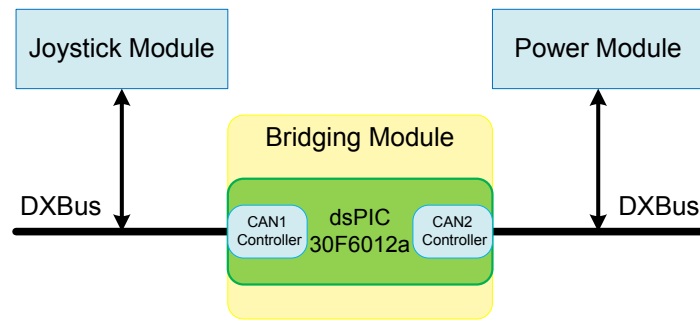 Joystick Module
Power Module
Bridging Module
DXBus
DXBus
CAN1
Controller
dsPIC
30F6012a
CAN2
Controller